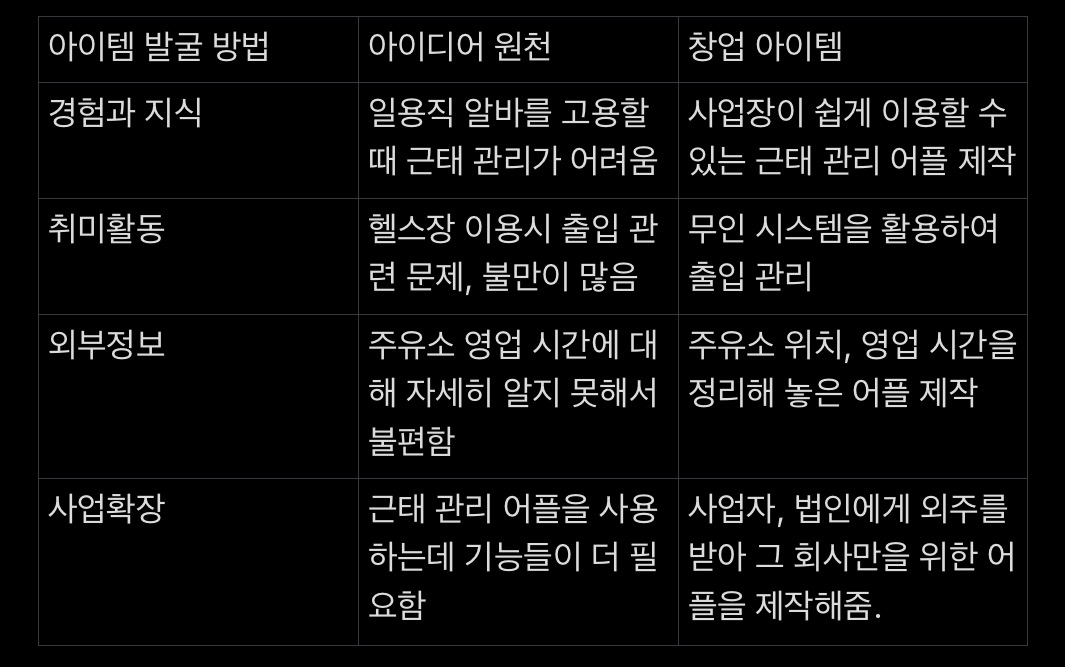 아이템 발굴 방법
아이디어 원천
창업 아이템
경험과 지식
일용직 알바를 고용할
때 근태 관리가 어려움
사업장이 쉽게 이용할 수
있는 근태 관리 어플 제작
취미활동
헬스장 이용시 출입 관
련 문제, 불만이 많음
무인 시스템을 활용하여
출입 관리
외부정보
주유소 영업 시간에 대
해 자세히 알지 못해서
불편함
주유소 위치, 영업 시간을
정리해 놓은 어플 제작
사업확장
근태 관리 어플을 사용
하는데 기능들이 더 필
요함
사업자, 법인에게 외주를
받아 그 회사만을 위한 어
플을 제작해줌.